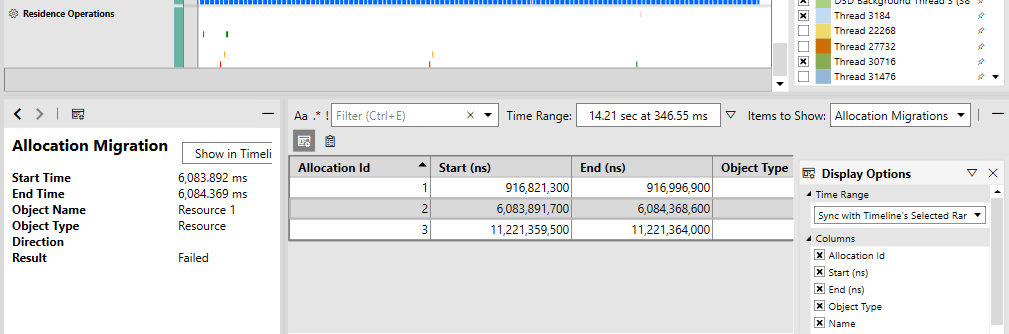 DSD Background Thread 3 (38
Residence Operations
Thread 3184
Thread 22268
Thread 27732
Thread 30716
Thread 31476
Allocation Migration
Show in Timeli
Start Time 6,083.892 ms
End Time 6,084.369 ms
Object Name Resource 1
Object Type Resource
Direction
Result Failed
Aa .* ! Filter (Ctrl+E) Time Range: 14.21 sec at 346.55 ms Items to Show: Allocation Migrations
Allocation Id Start (ns) End (ns) Object Type
1 916,821,300 916,996,900
2 6,083,891,700 6,084,368,600
3 11,221,359,500 11,221,364,000
Display Options
Time Range
Sync with Timeline's Selected Rar
Columns
Allocation Id
Start (ns)
End (ns)
Object Type
Name